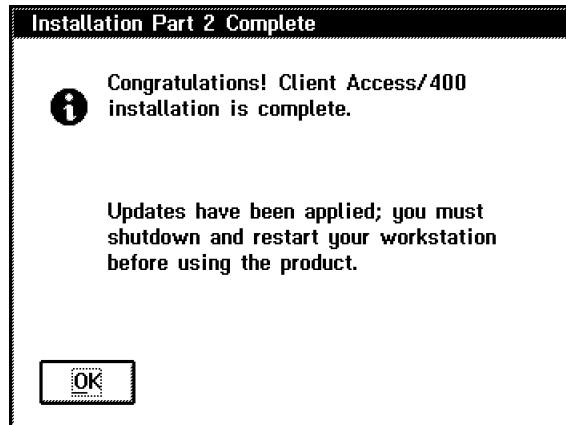 Installation Part 2 Complete
Congratulations! Client Access/400
installation is complete.
Updates have been applied; you must
shutdown and restart your workstation
before using the product.
OK